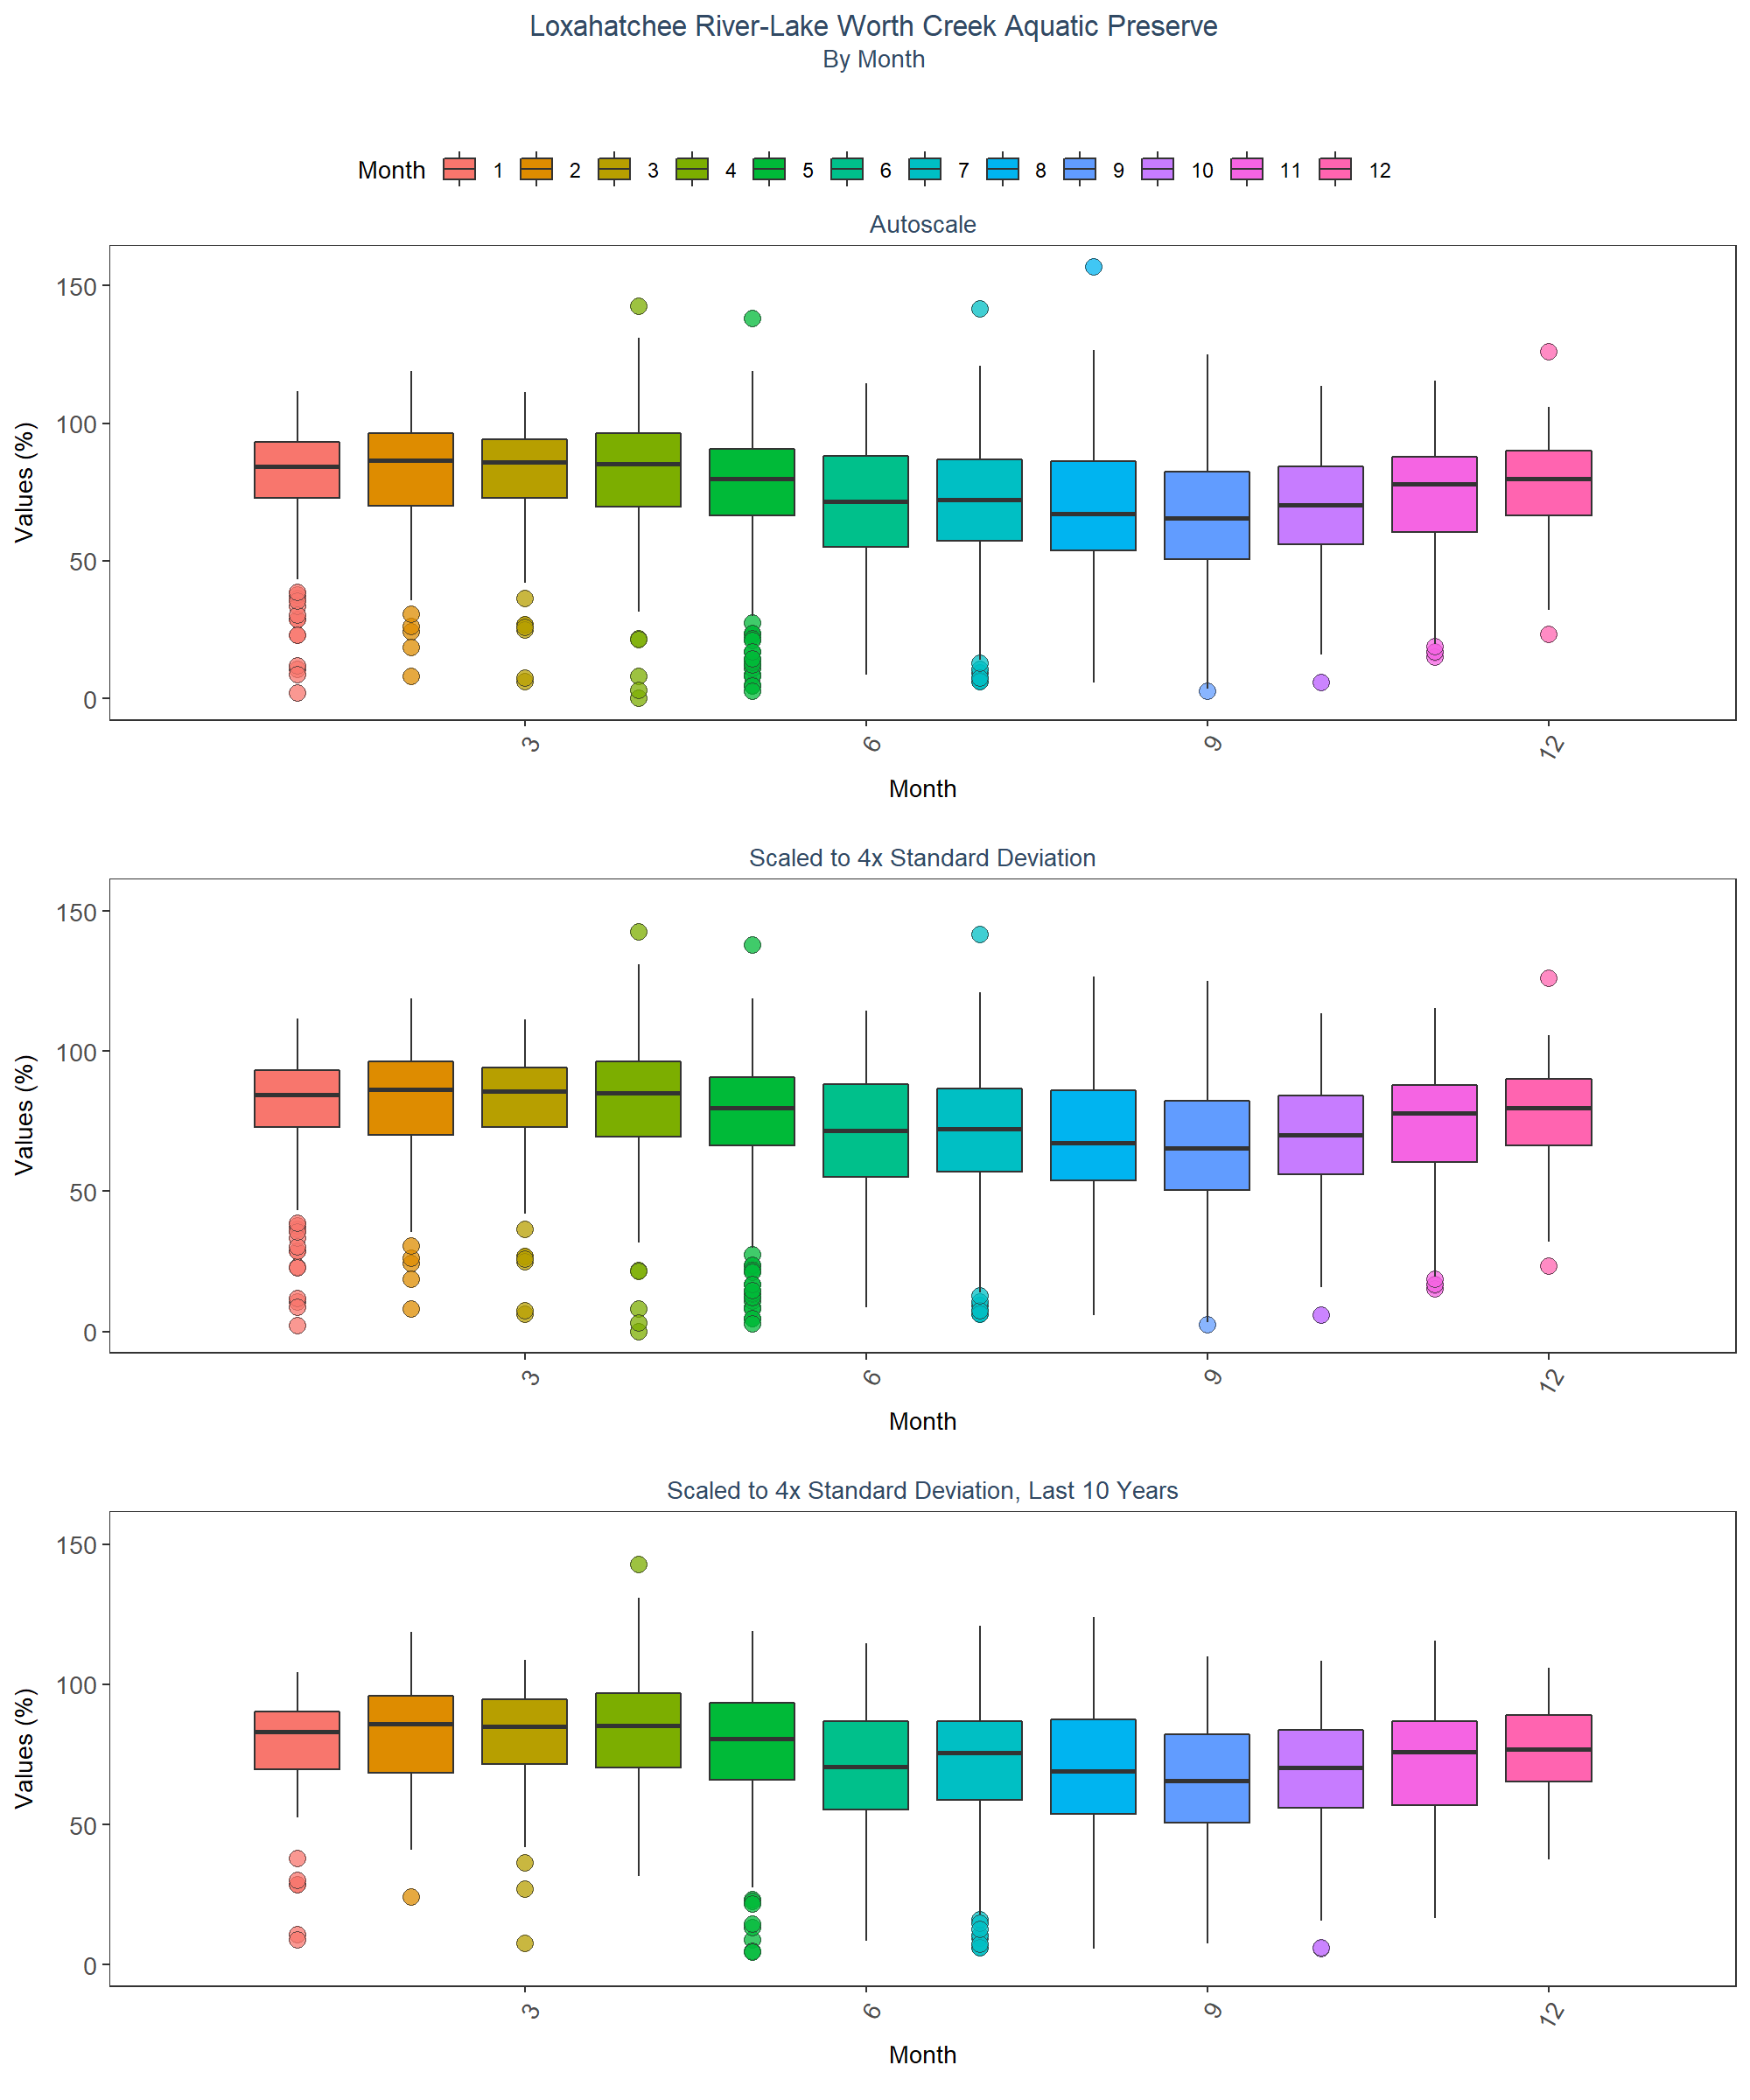 Loxahatchee River-Lake Worth Creek Aquatic Preserve
By Month
Month 1 2 3 4 5 6 7 8 9 10 11 12
Autoscale
Values (%)
150
100
50
0
3 6 9 12
Month
Scaled to 4x Standard Deviation
Values (%)
150
100
50
0
3 6 9 12
Month
Scaled to 4x Standard Deviation, Last 10 Years
Values (%)
150
100
50
0
3 6 9 12
Month